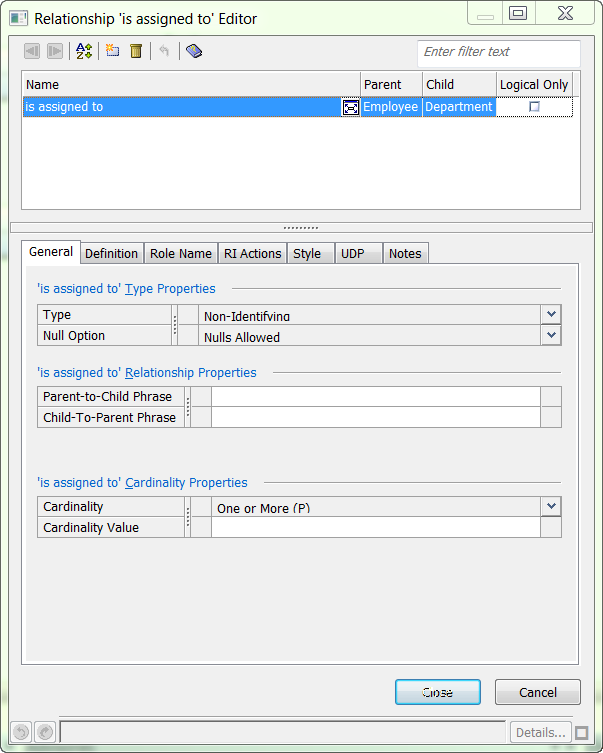 Relationship 'is assigned to' Editor
Enter filter text
Name Parent Child Logical Only
is assigned to Employee Department
General Definition Role Name RI Actions Style UDP Notes
'is assigned to' Type Properties
Type Non-Identifying
Null Option Nulls Allowed
'is assigned to' Relationship Properties
Parent-to-Child Phrase
Child-To-Parent Phrase
'is assigned to' Cardinality Properties
Cardinality One or More (P)
Cardinality Value
Close Cancel
Details...